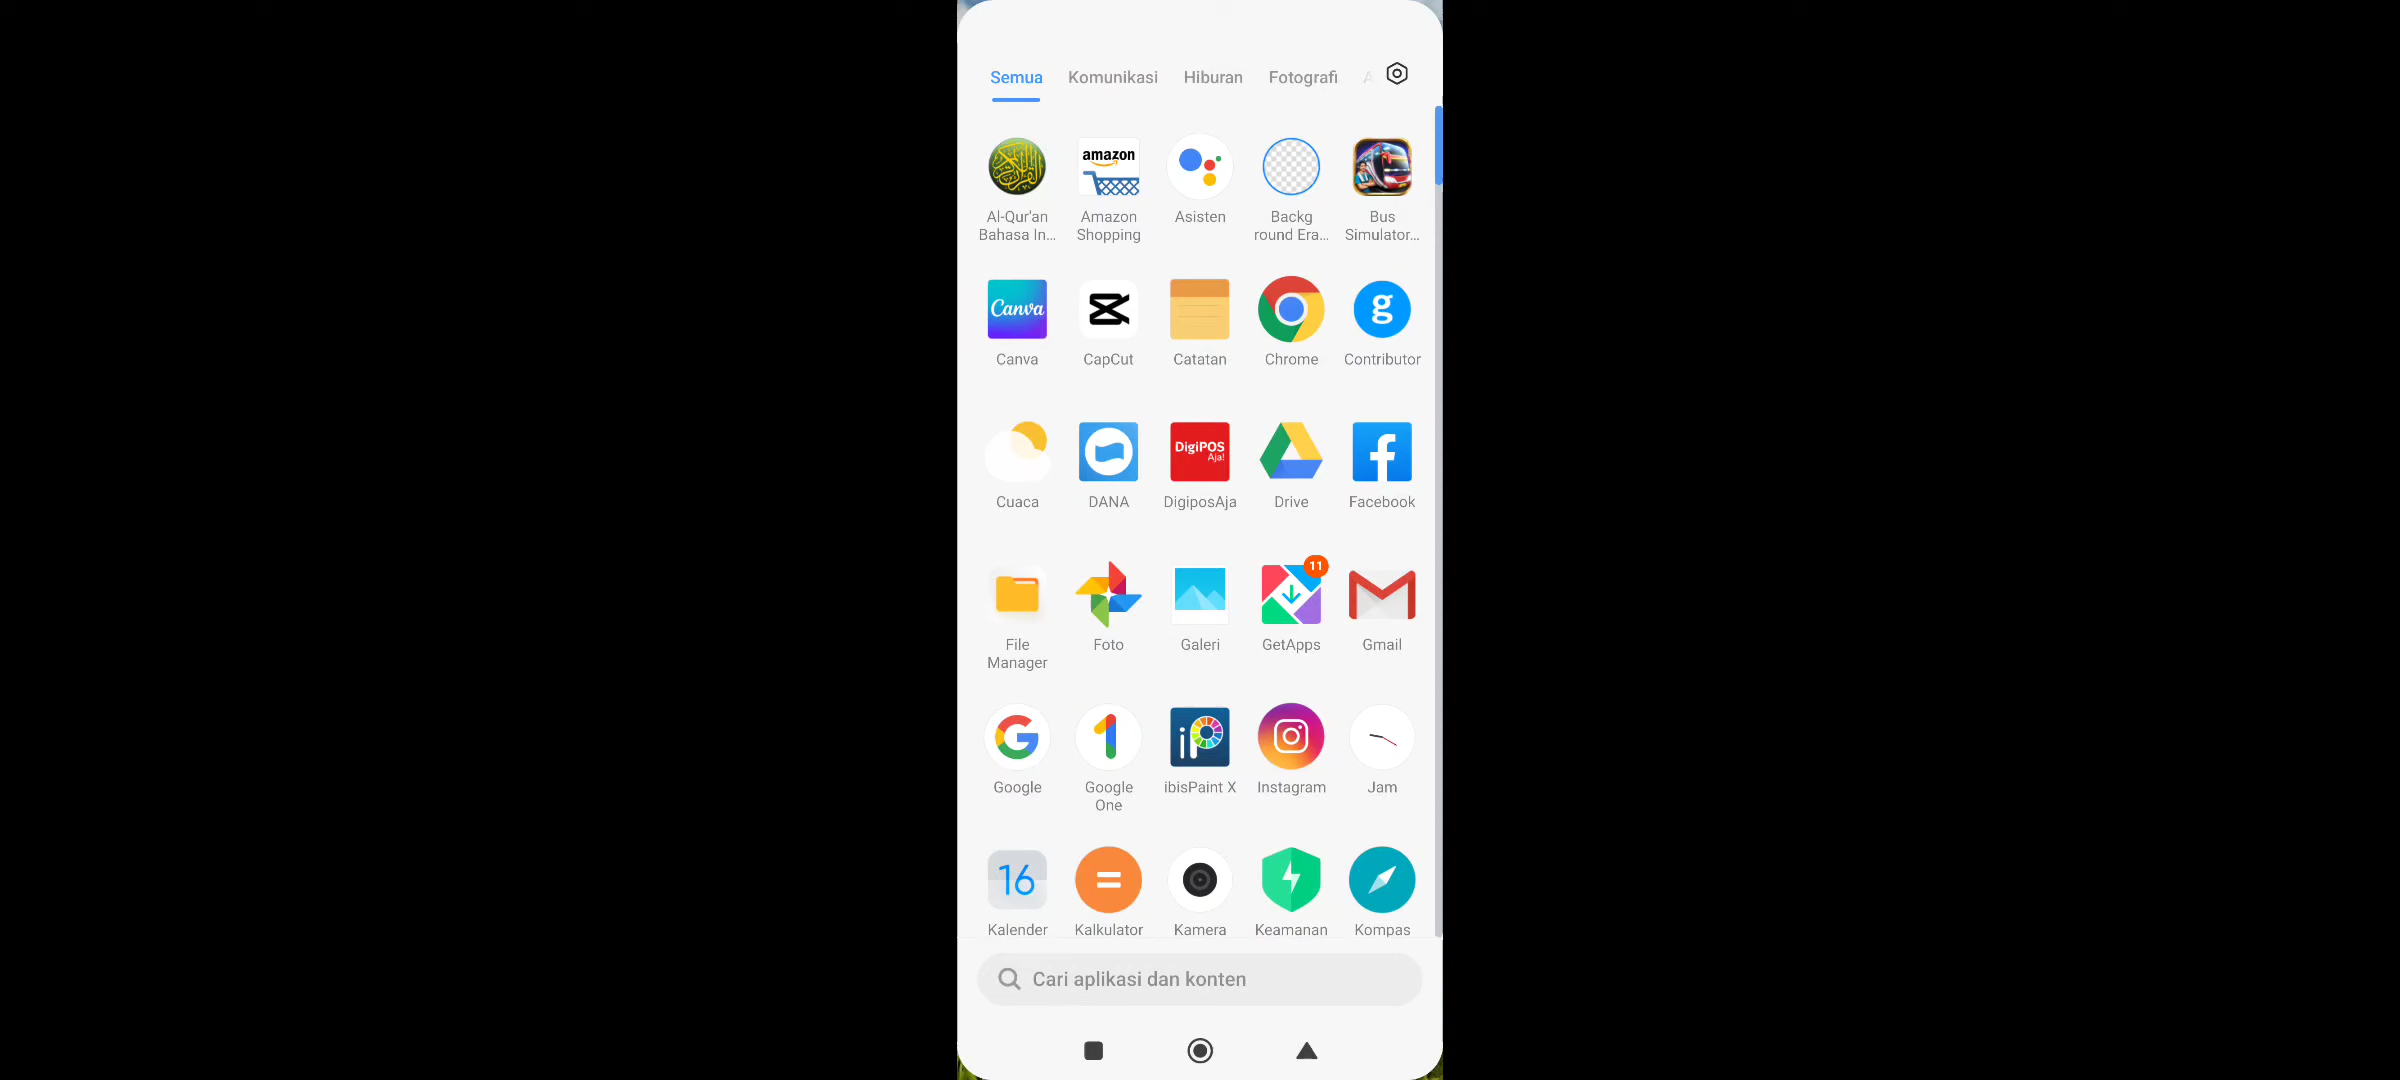 Semua Komunikasi Hiburan Fotografi A
amazon
Al-Qur'an Amazon Asisten Backg Bus
Bahasa In... Shopping round Era... Simulator...
Canva g
Canva CapCut Catatan Chrome Contributor
DigiPOS
Aja!
Cuaca DANA DigiposAja Drive Facebook
11
File Foto Galeri GetApps Gmail
Manager
iP
Google Google ibisPaint X Instagram Jam
One
16
Kalender Kalkulator Kamera Keamanan Kompas
Cari aplikasi dan konten